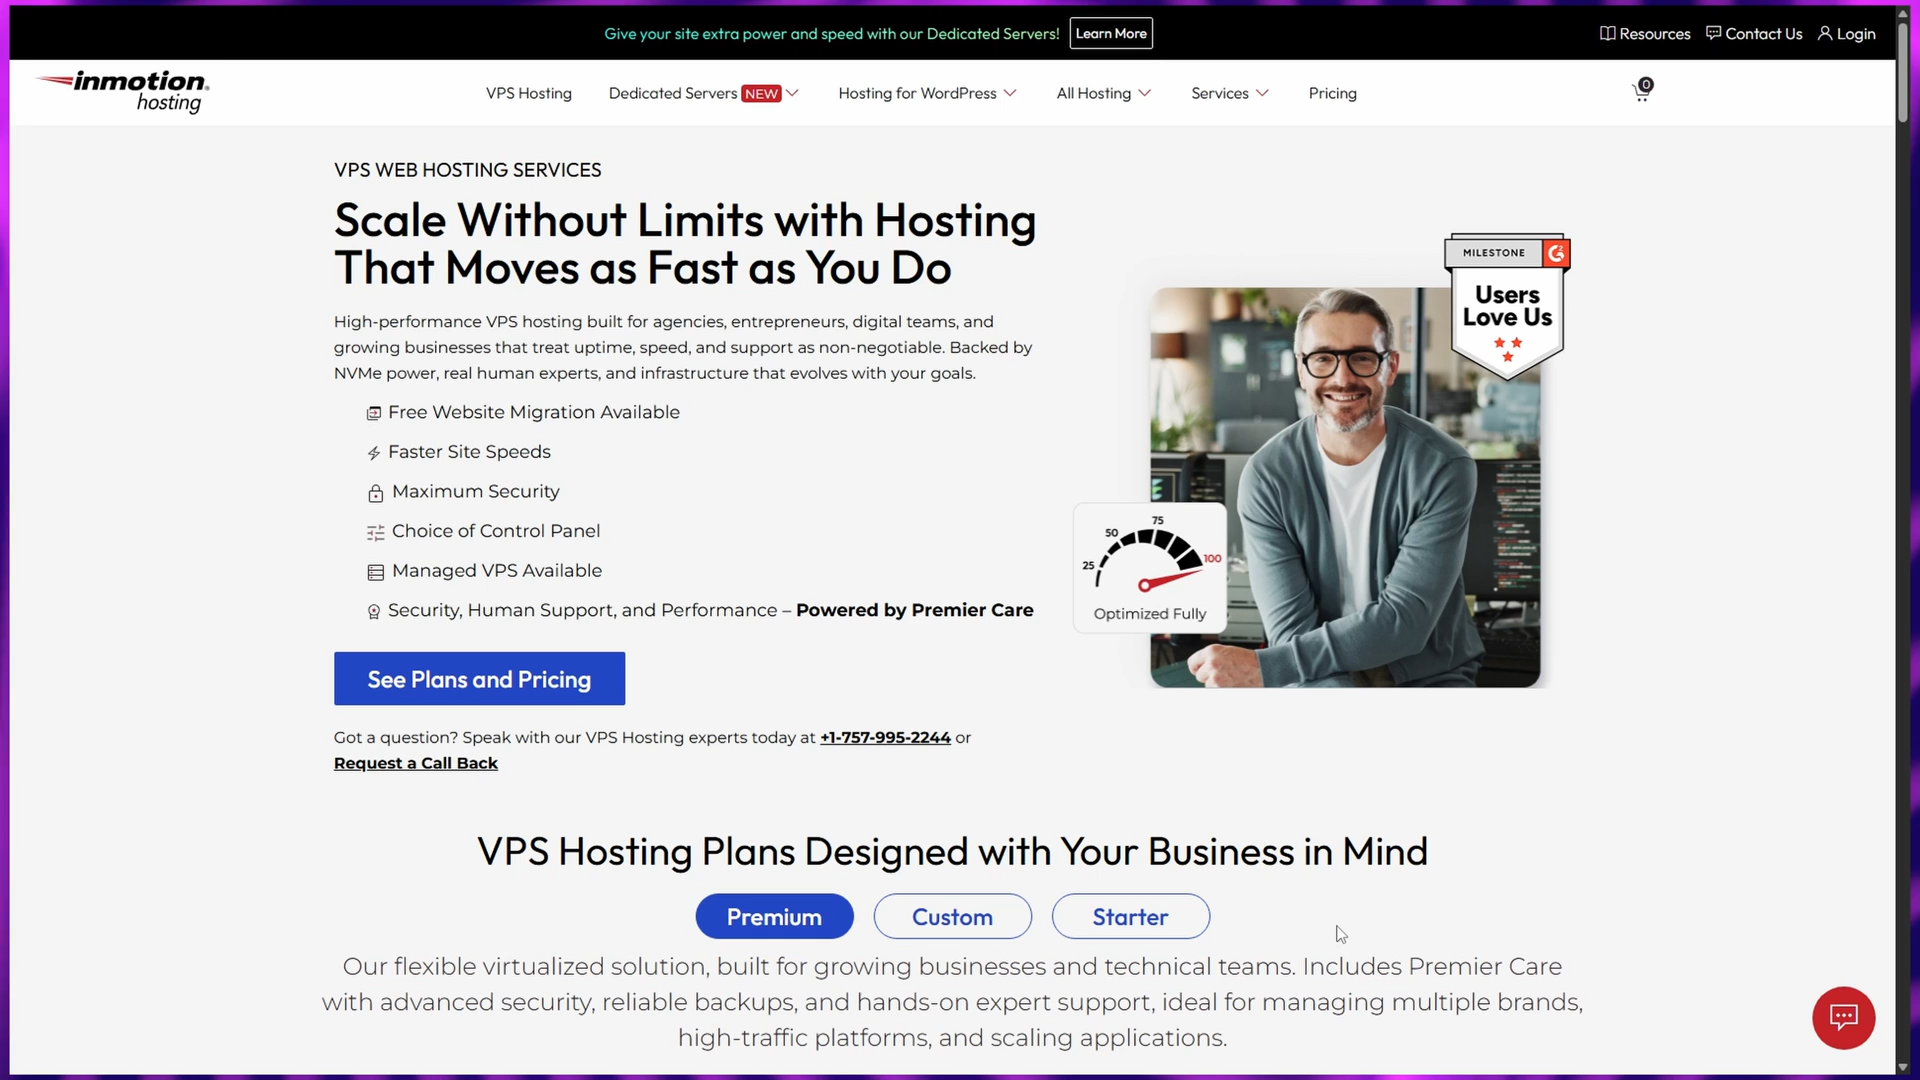 Give your site extra power and speed with our Dedicated Servers! Learn More
Resources Contact Us Login
inmotion hosting
VPS Hosting Dedicated Servers NEW Hosting for WordPress All Hosting Services Pricing
0
VPS WEB HOSTING SERVICES
Scale Without Limits with Hosting
That Moves as Fast as You Do
High-performance VPS hosting built for agencies, entrepreneurs, digital teams, and
growing businesses that treat uptime, speed, and support as non-negotiable. Backed by
NVMe power, real human experts, and infrastructure that evolves with your goals.
Free Website Migration Available
Faster Site Speeds
Maximum Security
Choice of Control Panel
Managed VPS Available
Security, Human Support, and Performance – Powered by Premier Care
See Plans and Pricing
Got a question? Speak with our VPS Hosting experts today at +1-757-995-2244 or
Request a Call Back
MILESTONE
Users
Love Us
25 50 75 100
Optimized Fully
VPS Hosting Plans Designed with Your Business in Mind
Premium Custom Starter
Our flexible virtualized solution, built for growing businesses and technical teams. Includes Premier Care
with advanced security, reliable backups, and hands-on expert support, ideal for managing multiple brands,
high-traffic platforms, and scaling applications.